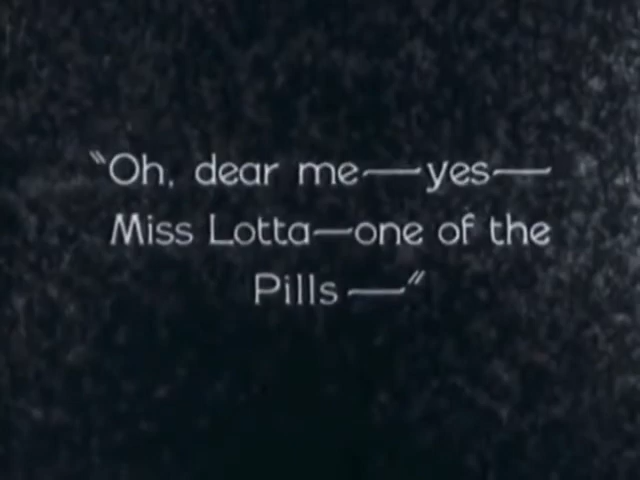 "Oh, dear me—yes—
Miss Lotta—one of the
Pills—"